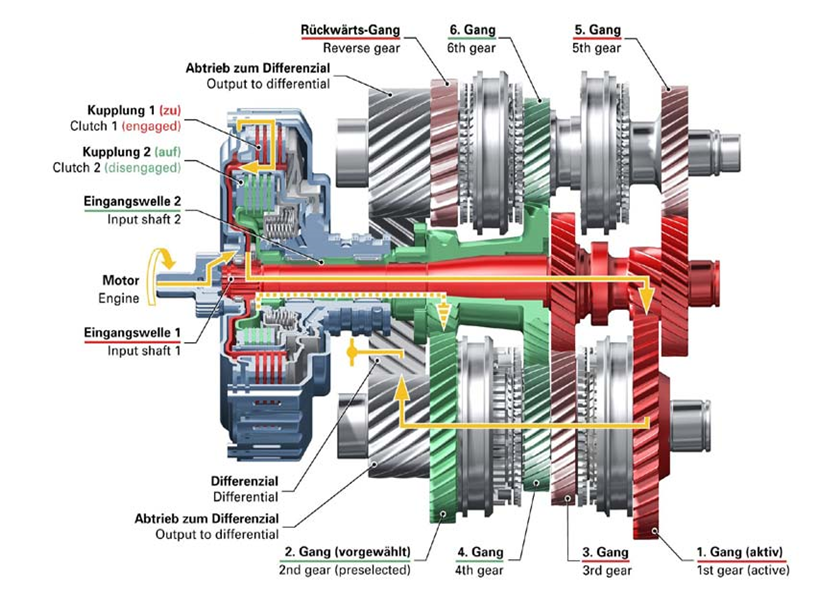 Rückwärts-Gang
Reverse gear
6. Gang
6th gear
5. Gang
5th gear
Abtrieb zum Differenzial
Output to differential
Kupplung 1 (zu)
Clutch 1 (engaged)
Kupplung 2 (auf)
Clutch 2 (disengaged)
Eingangswelle 2
Input shaft 2
Motor
Engine
Eingangswelle 1
Input shaft 1
Differenzial
Differential
Abtrieb zum Differenzial
Output to differential
2. Gang (vorgewählt)
2nd gear (preselected)
4. Gang
4th gear
3. Gang
3rd gear
1. Gang (aktiv)
1st gear (active)